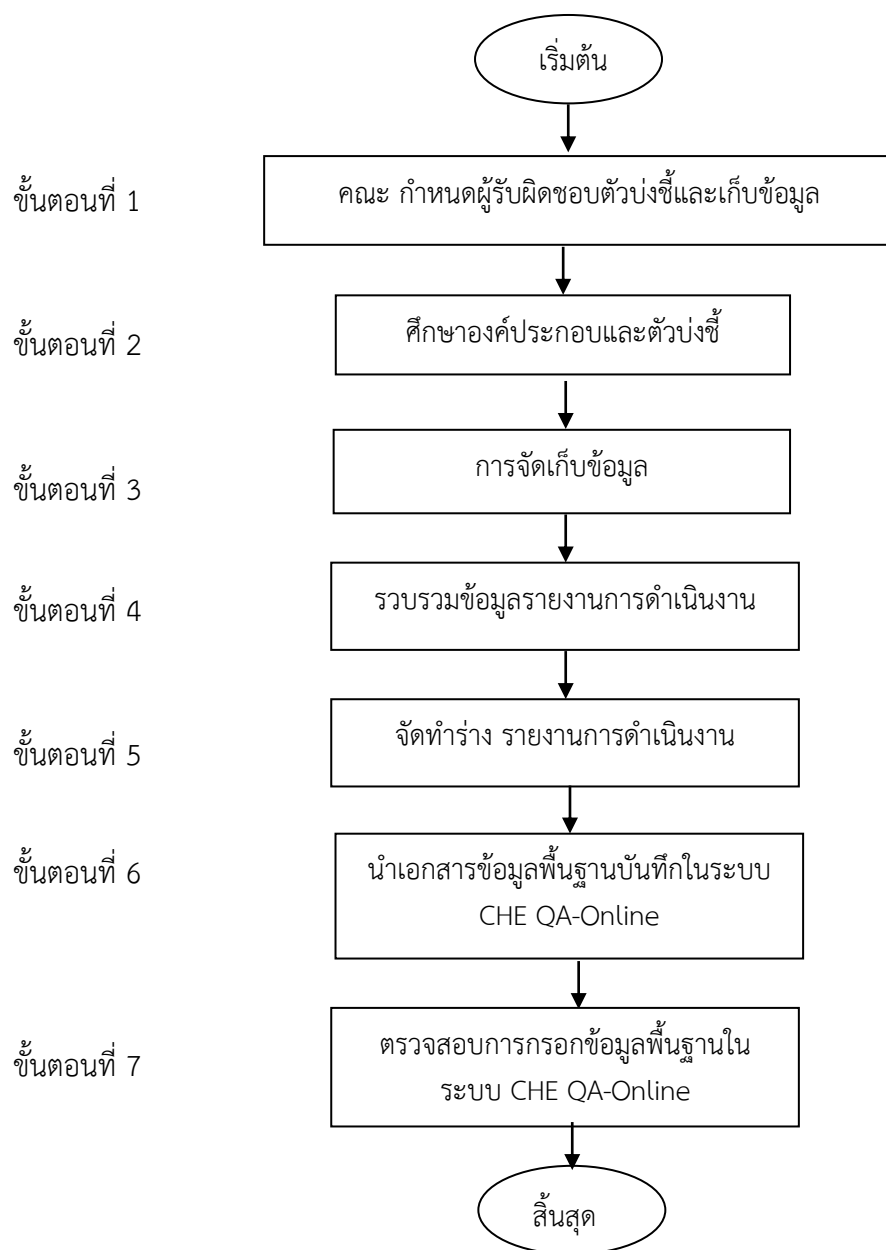 เริ่มต้น
ขั้นตอนที่ 1
คณะ กำหนดผู้รับผิดชอบตัวบ่งชี้และเก็บข้อมูล
ขั้นตอนที่ 2
ศึกษาองค์ประกอบและตัวบ่งชี้
ขั้นตอนที่ 3
การจัดเก็บข้อมูล
ขั้นตอนที่ 4
รวบรวมข้อมูลรายงานการดำเนินงาน
ขั้นตอนที่ 5
จัดทำร่าง รายงานการดำเนินงาน
ขั้นตอนที่ 6
นำเอกสารข้อมูลพื้นฐานบันทึกในระบบ
CHE QA-Online
ขั้นตอนที่ 7
ตรวจสอบการกรอกข้อมูลพื้นฐานใน
ระบบ CHE QA-Online
สิ้นสุด